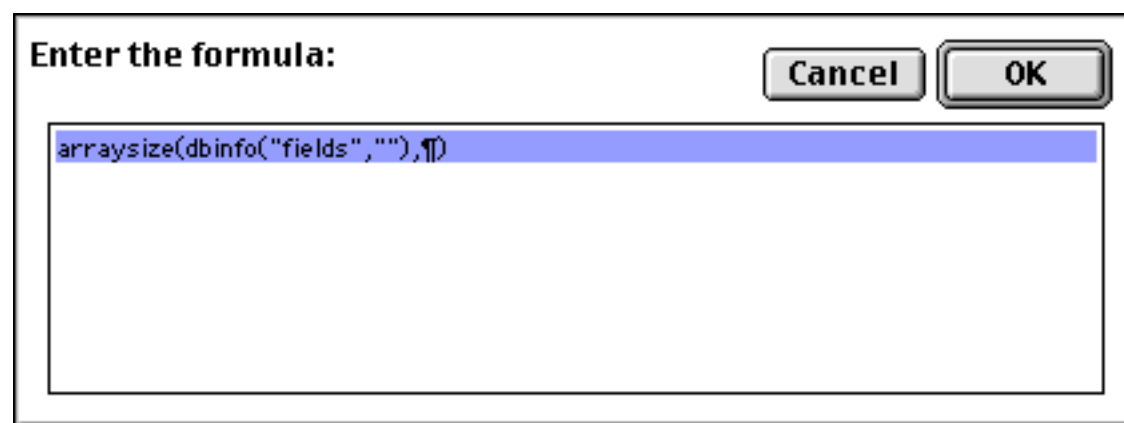 Enter the formula:
Cancel
OK
arraysize(dbinfo("fields",""),¶)